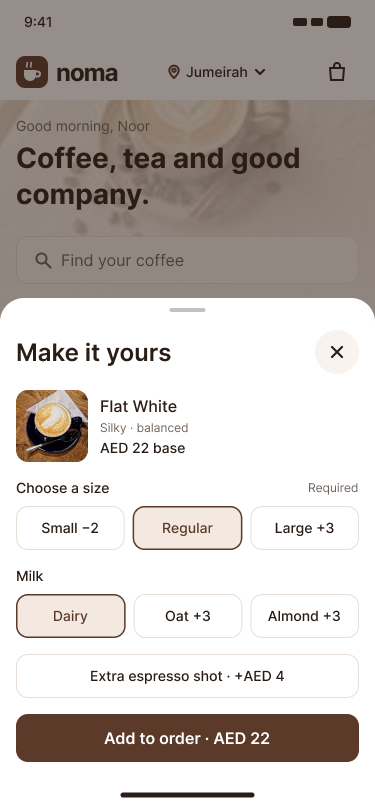 9:41
noma
Jumeirah
Good morning, Noor
Coffee, tea and good
company.
Find your coffee
Make it yours
Flat White
Silky · balanced
AED 22 base
Choose a size
Required
Small −2
Regular
Large +3
Milk
Dairy
Oat +3
Almond +3
Extra espresso shot · +AED 4
Add to order · AED 22